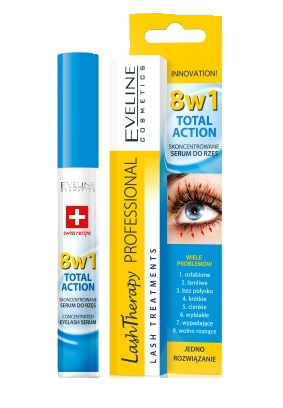 EVELINE
COSMETICS
swiss recipe
8w1
TOTAL
ACTION
SKONCENTROWANE
SERUM DO RZĘS
CONCENTRATED
EYELASH SERUM
EVELINE
COSMETICS
LashTherapy PROFESSIONAL
LASH TREATMENTS
INNOVATION!
8w1
TOTAL
ACTION
SKONCENTROWANE
SERUM DO RZĘS
WIELE
PROBLEMÓW
1. osłabione
2. łamliwe
3. bez połysku
4. krótkie
5. cienkie
6. wyblakłe
7. wypadające
8. wolno rosnące
JEDNO
ROZWIĄZANIE